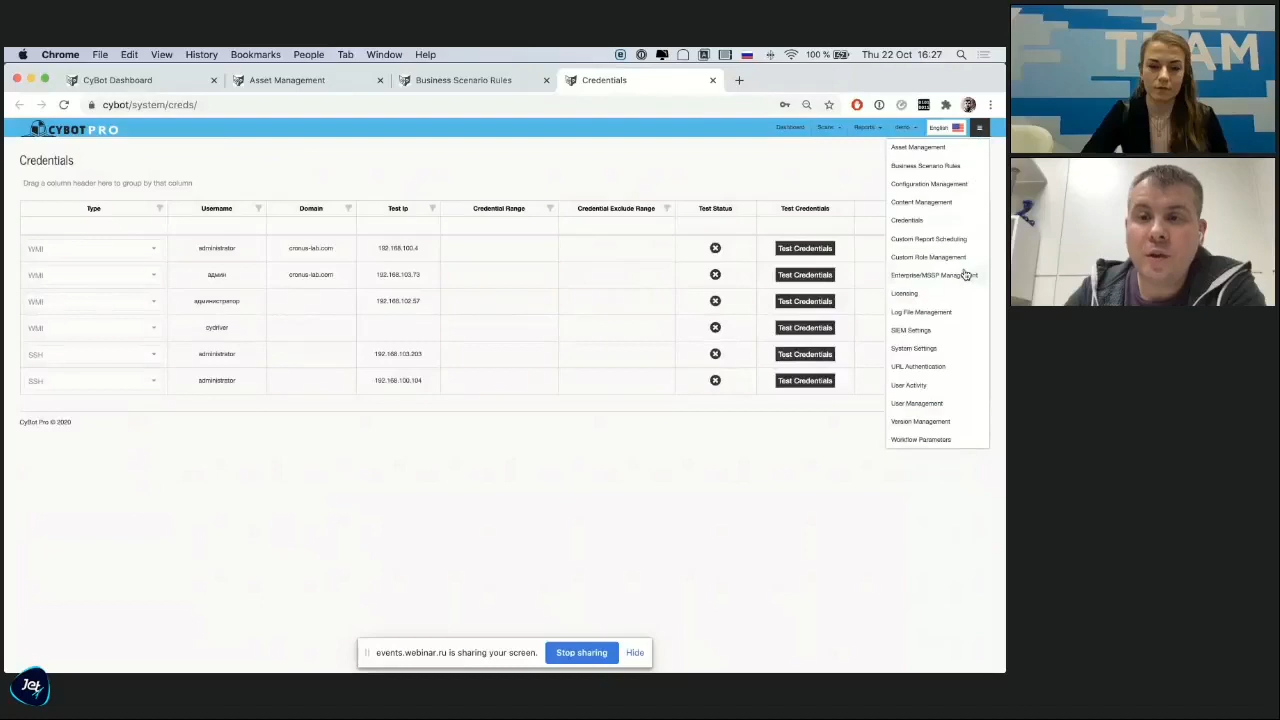 Chrome File Edit View History Bookmarks People Tab Window Help 100 % Thu 22 Oct 16:27
CyBot Dashboard Asset Management Business Scenario Rules Credentials
cybot/system/creds/
CYBOT PRO Dashboard Scans Reports demo English
Credentials
Drag a column header here to group by that column
Type Username Domain Test Ip Credential Range Credential Exclude Range Test Status Test Credentials
WMI administrator cronus-lab.com 192.168.100.4 Test Credentials
WMI админ cronus-lab.com 192.168.103.73 Test Credentials
WMI администратор 192.168.102.57 Test Credentials
WMI cydriver Test Credentials
SSH administrator 192.168.103.203 Test Credentials
SSH administrator 192.168.100.104 Test Credentials
CyBot Pro © 2020
Asset Management
Business Scenario Rules
Configuration Management
Content Management
Credentials
Custom Report Scheduling
Custom Role Management
Enterprise/MSSP Management
Licensing
Log File Management
SIEM Settings
System Settings
URL Authentication
User Activity
User Management
Version Management
Workflow Parameters
events.webinar.ru is sharing your screen. Stop sharing Hide
Jet
JET
TEAM